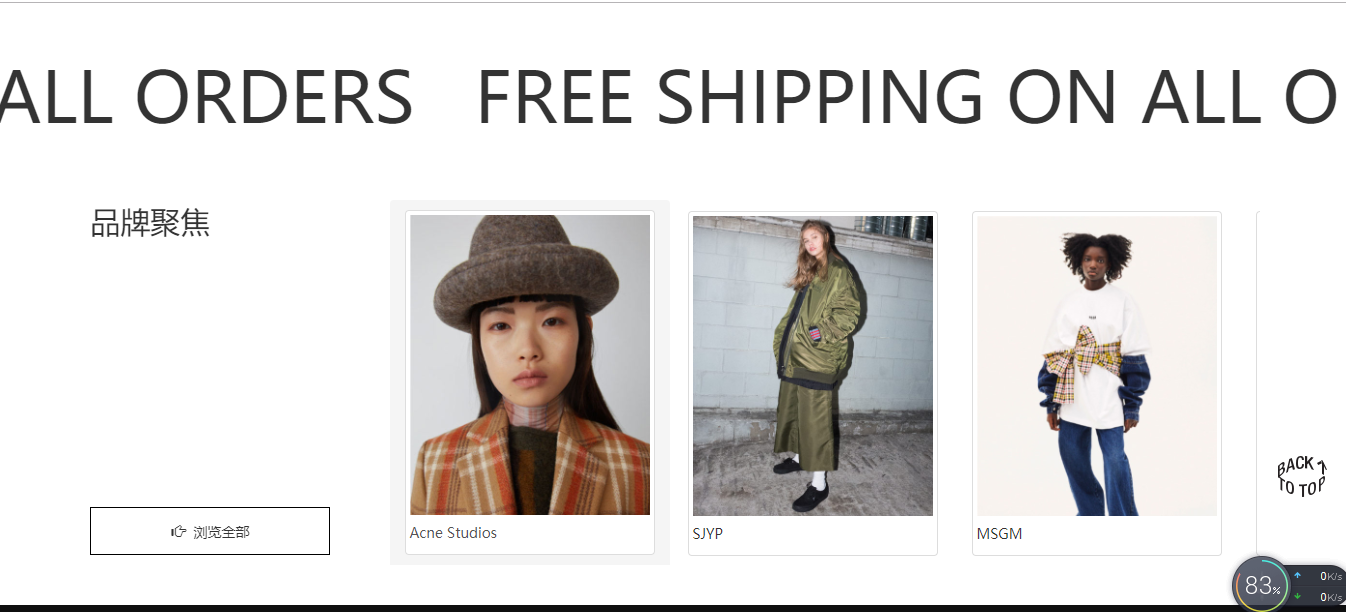 ALL ORDERS FREE SHIPPING ON ALL O
品牌聚焦
浏览全部
Acne Studios
SJYP
MSGM
BACK
TO TOP
83%
0K/s
0K/s